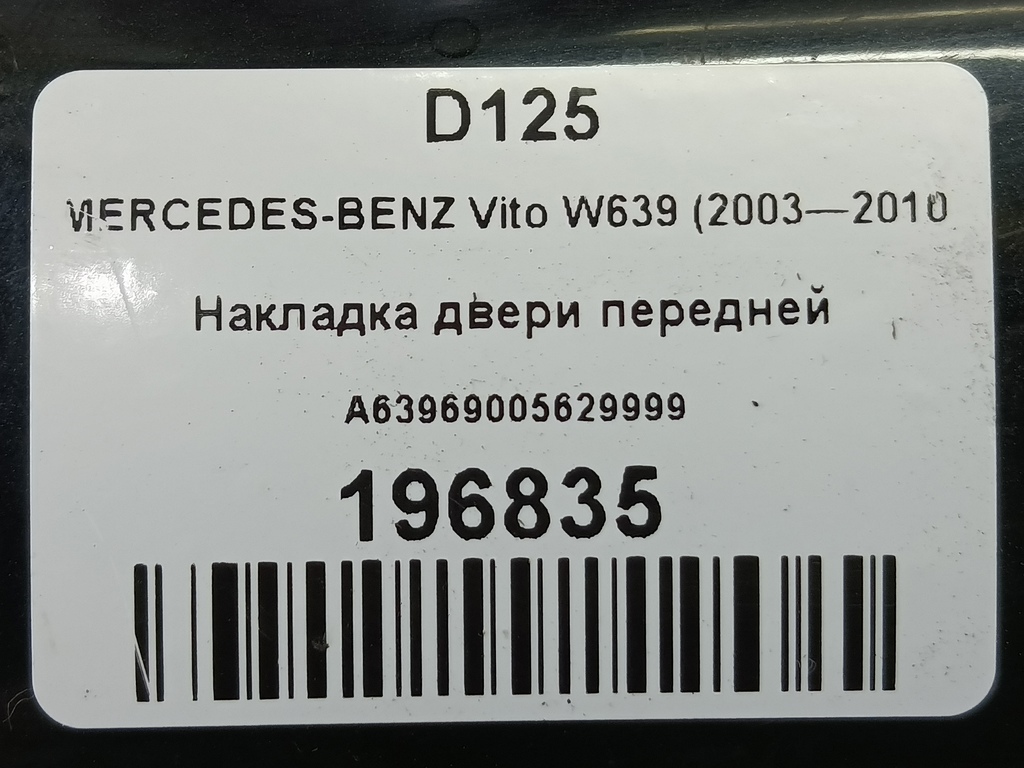 D125
MERCEDES-BENZ Vito W639 (2003—2010
Накладка двери передней
A63969005629999
196835